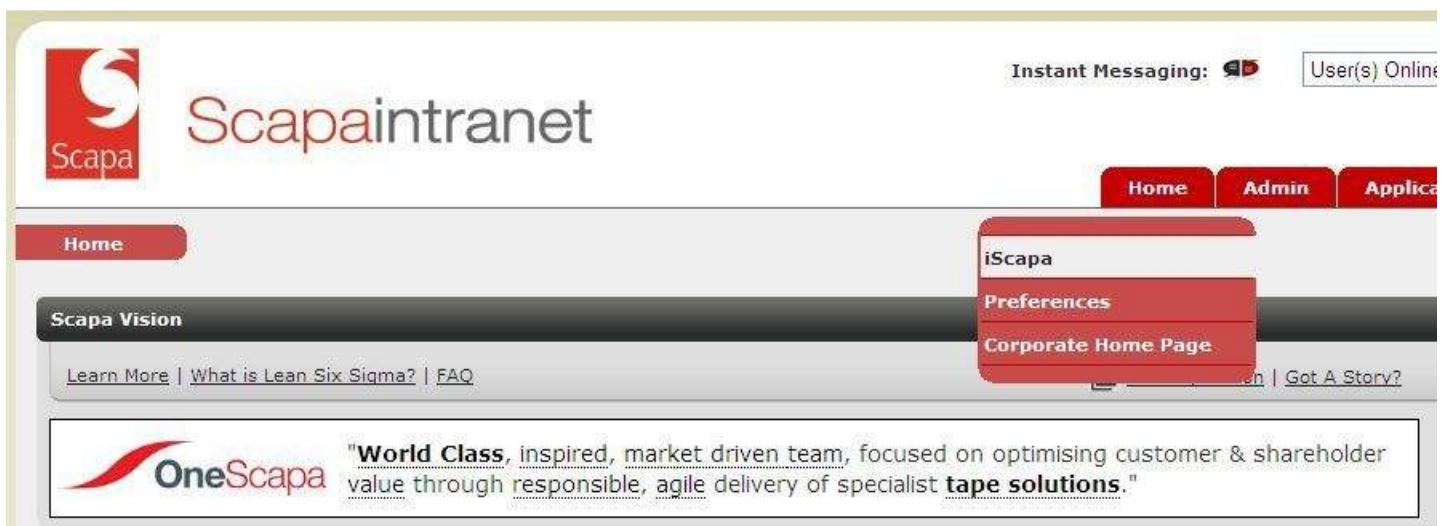 Instant Messaging:
User(s) Online
Scapa
Scapaintranet
Home
Admin
Applica
Home
iScapa
Preferences
Corporate Home Page
Scapa Vision
Learn More | What is Lean Six Sigma? | FAQ
| Got A Story?
OneScapa
"World Class, inspired, market driven team, focused on optimising customer & shareholder
value through responsible, agile delivery of specialist tape solutions."